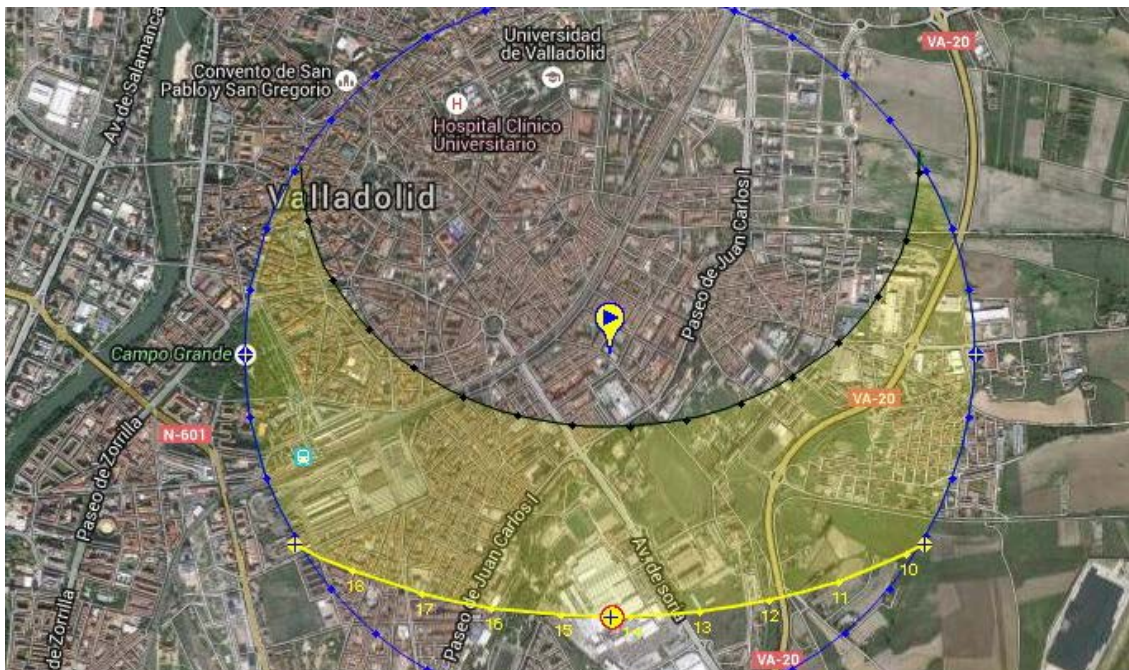 VA-20
Universidad
de Valladolid
Convento de San
Pablo y San Gregorio
H
Av. de Salamanca
Hospital Clínico
Universitario
Valladolid
Paseo de Juan Carlos I
Campo Grande
VA-20
N-601
Paseo de Zorrilla
Paseo de Juan Carlos I
Av. de soria
10
11
12
13
14
15
16
17
18
de Zorrilla
VA-20